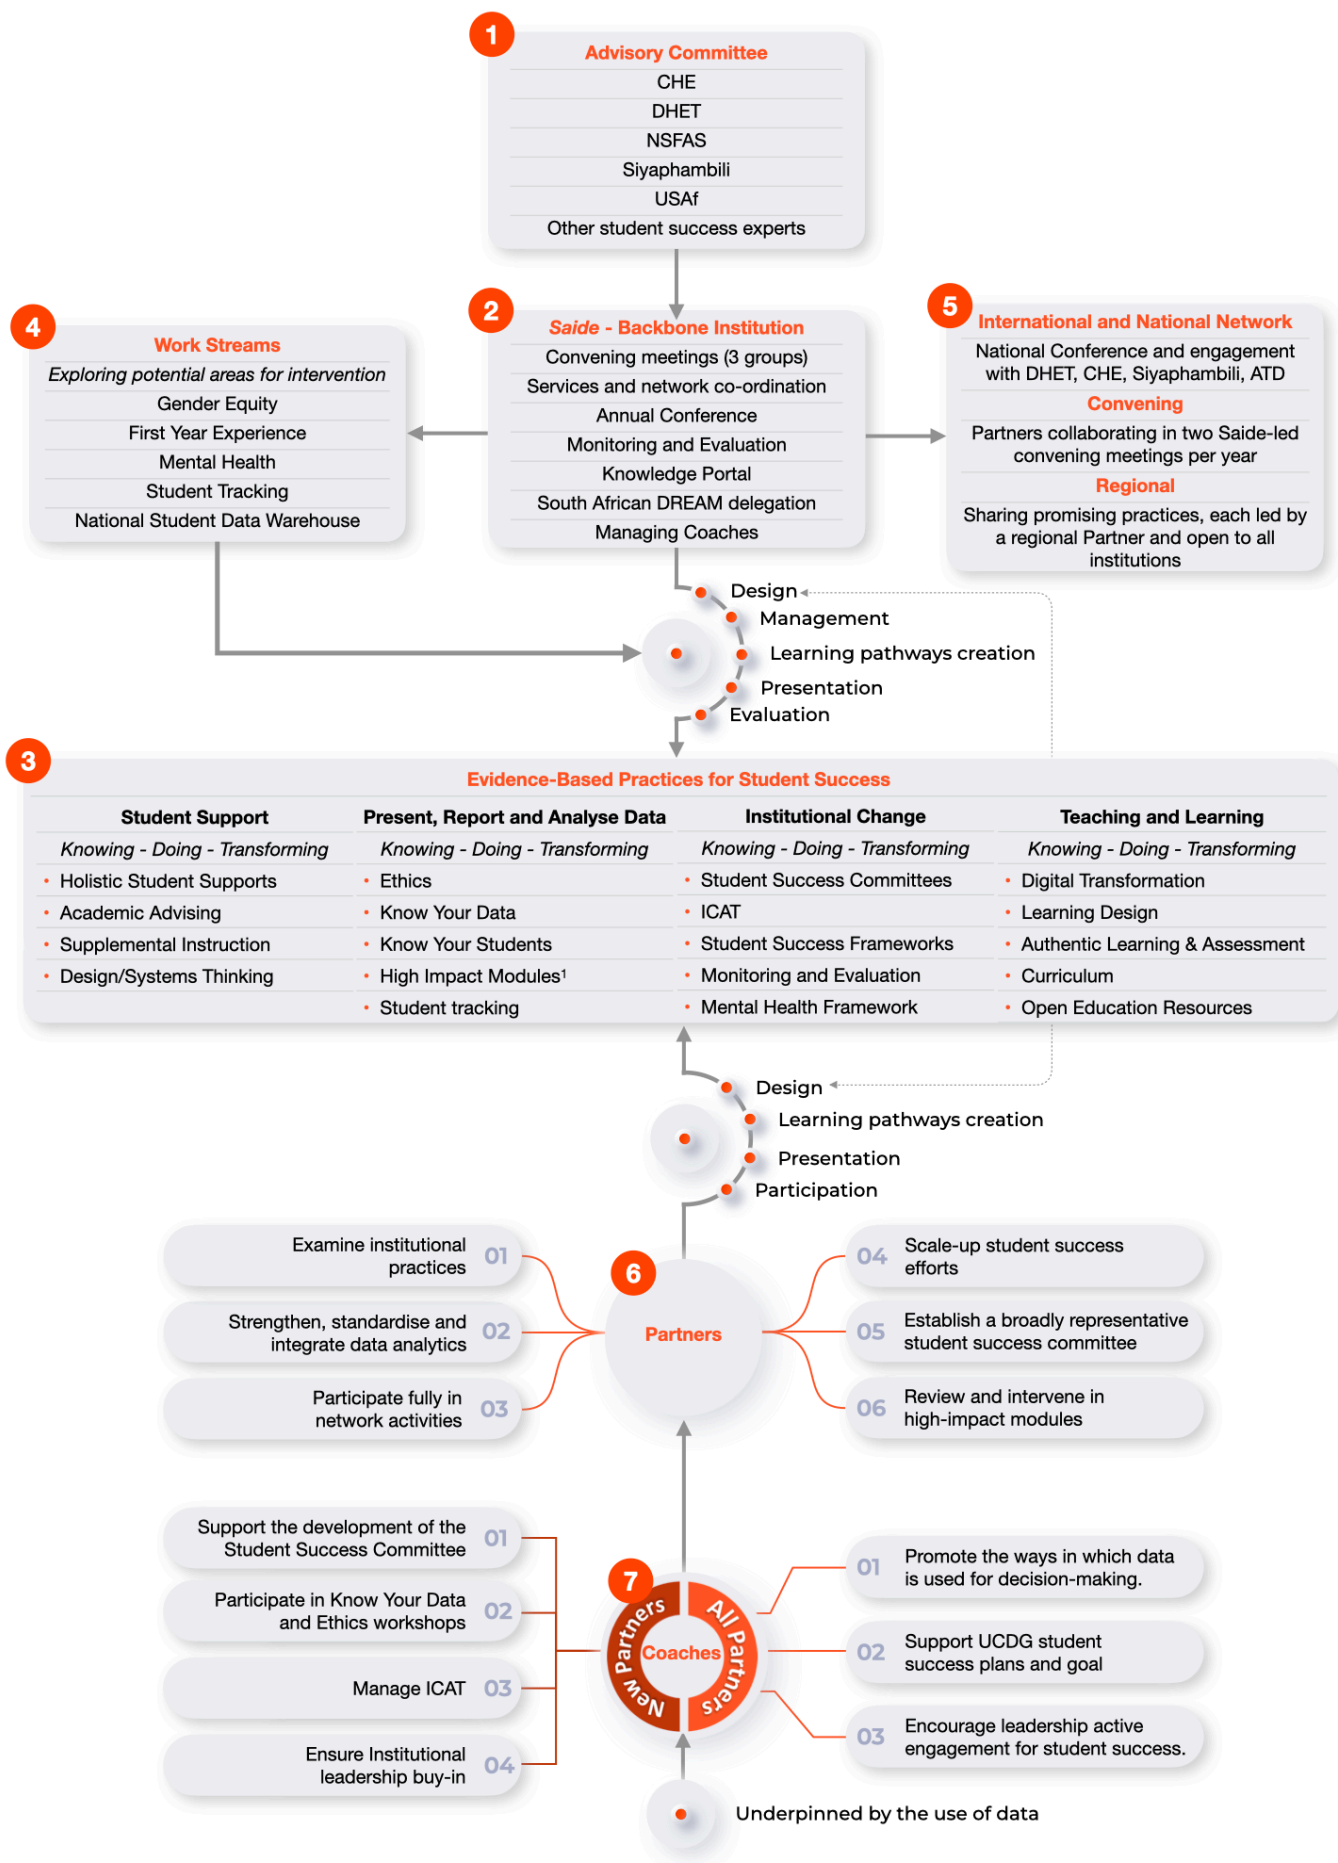 1
Advisory Committee
CHE
DHET
NSFAS
Siyaphambili
USAf
Other student success experts
4
Work Streams
Exploring potential areas for intervention
Gender Equity
First Year Experience
Mental Health
Student Tracking
National Student Data Warehouse
2
Saide - Backbone Institution
Convening meetings (3 groups)
Services and network co-ordination
Annual Conference
Monitoring and Evaluation
Knowledge Portal
South African DREAM delegation
Managing Coaches
5
International and National Network
National Conference and engagement
with DHET, CHE, Siyaphambili, ATD
Convening
Partners collaborating in two Saide-led
convening meetings per year
Regional
Sharing promising practices, each led by
a regional Partner and open to all
institutions
Design
Management
Learning pathways creation
Presentation
Evaluation
3
Evidence-Based Practices for Student Success
Student Support
Knowing - Doing - Transforming
• Holistic Student Supports
• Academic Advising
• Supplemental Instruction
• Design/Systems Thinking
Present, Report and Analyse Data
Knowing - Doing - Transforming
• Ethics
• Know Your Data
• Know Your Students
• High Impact Modules¹
• Student tracking
Institutional Change
Knowing - Doing - Transforming
• Student Success Committees
• ICAT
• Student Success Frameworks
• Monitoring and Evaluation
• Mental Health Framework
Teaching and Learning
Knowing - Doing - Transforming
• Digital Transformation
• Learning Design
• Authentic Learning & Assessment
• Curriculum
• Open Education Resources
Design
Learning pathways creation
Presentation
Participation
6
Partners
Examine institutional
practices
01
Strengthen, standardise and
integrate data analytics
02
Participate fully in
network activities
03
04
Scale-up student success
efforts
05
Establish a broadly representative
student success committee
06
Review and intervene in
high-impact modules
7
New Partners
Coaches
All Partners
Support the development of the
Student Success Committee
01
Participate in Know Your Data
and Ethics workshops
02
Manage ICAT
03
Ensure Institutional
leadership buy-in
04
01
Promote the ways in which data
is used for decision-making.
02
Support UCDG student
success plans and goal
03
Encourage leadership active
engagement for student success.
Underpinned by the use of data